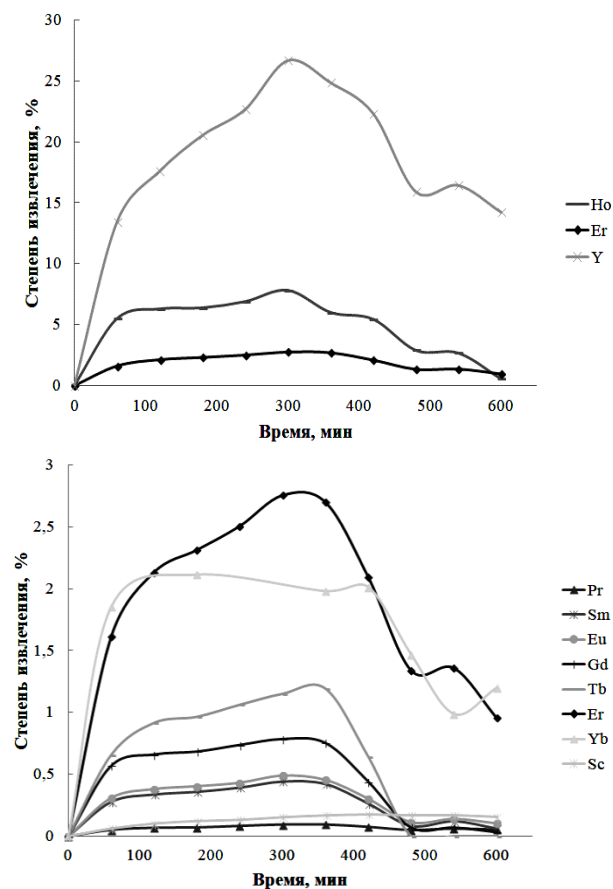 30
25
20
15
10
5
0
Степень извлечения, %
0 100 200 300 400 500 600
Время, мин
Ho
Er
Y
3
2,5
2
1,5
1
0,5
0
Степень извлечения, %
0 100 200 300 400 500 600
Время, мин
Pr
Sm
Eu
Gd
Tb
Er
Yb
Sc